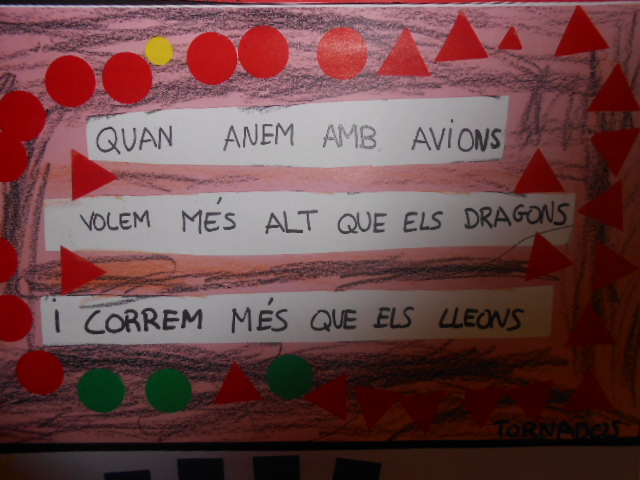 QUAN ANEM AMB AVIONS
VOLEM MÉS ALT QUE ELS DRAGONS
I CORREM MÉS QUE ELS LLEONS
TORNADOS